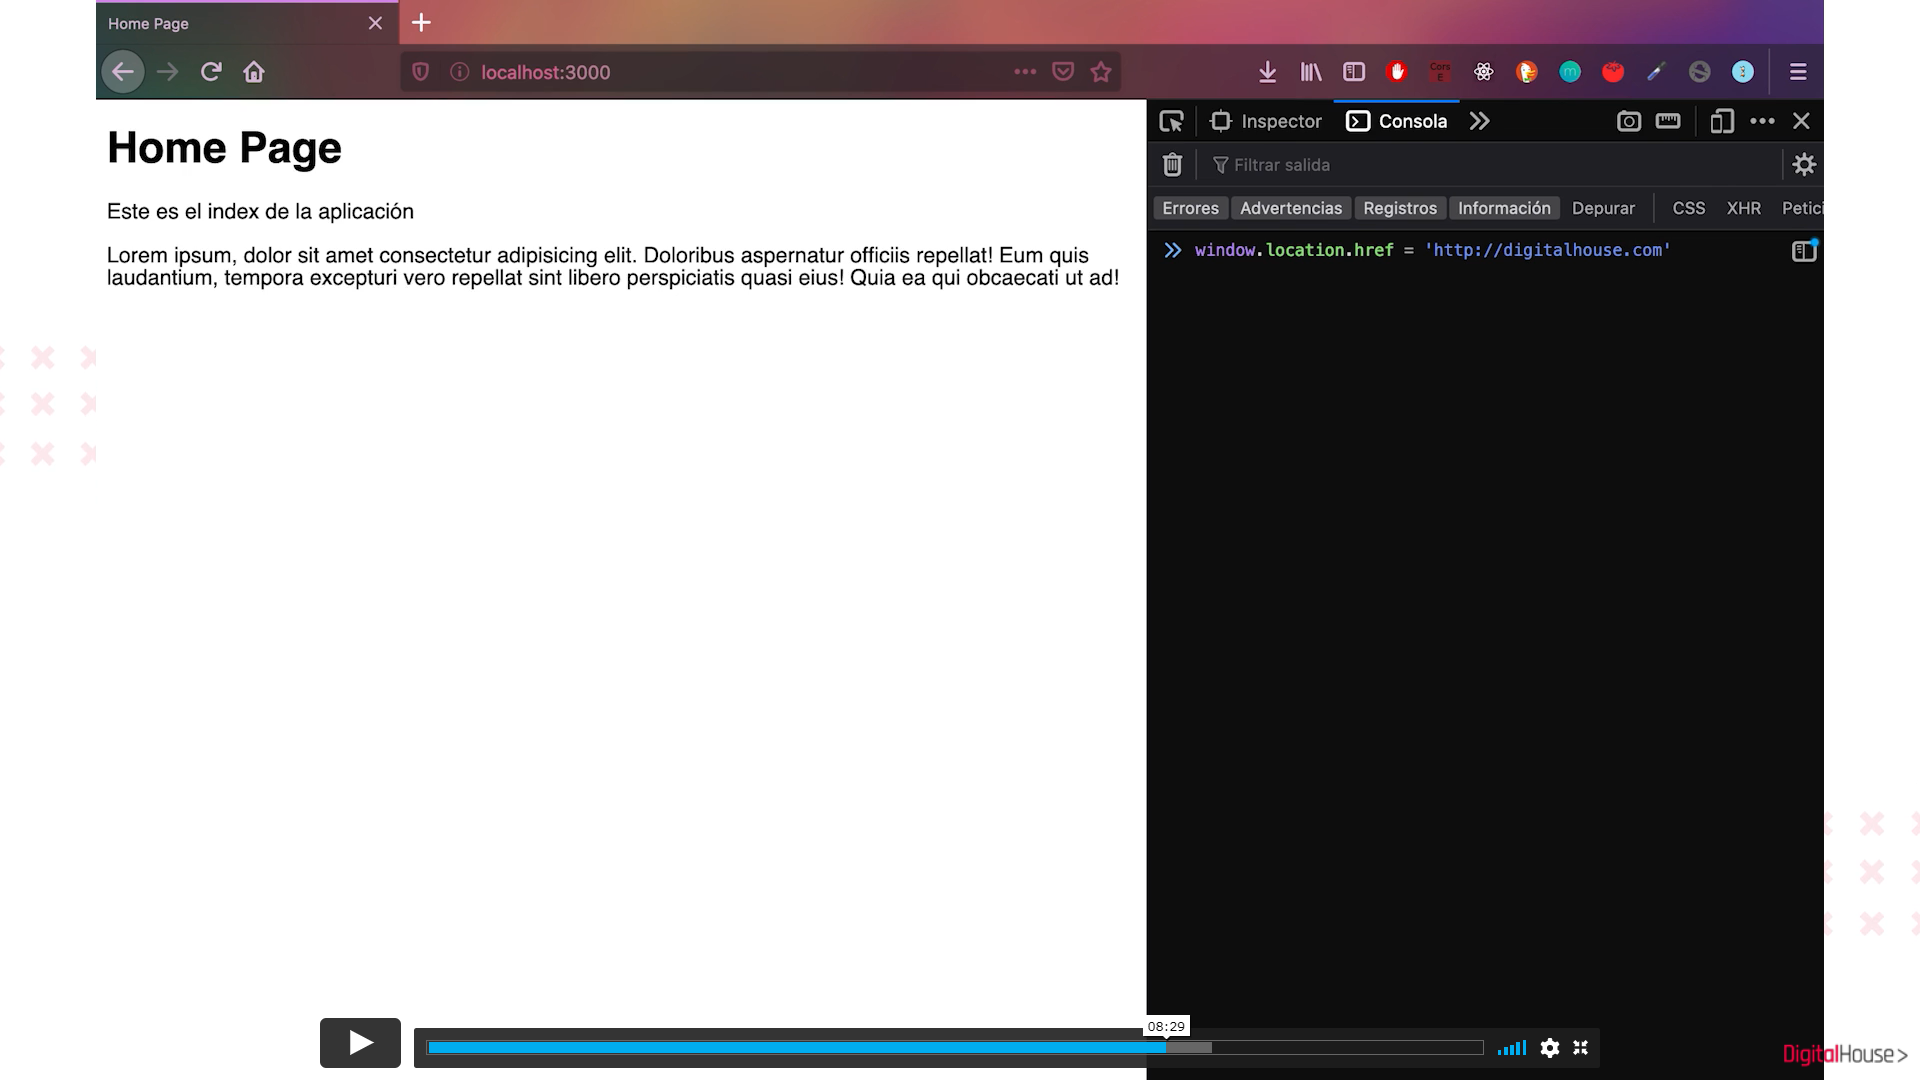 Home Page
localhost:3000
Cors
E
Home Page
Este es el index de la aplicación
Lorem ipsum, dolor sit amet consectetur adipisicing elit. Doloribus aspernatur officiis repellat! Eum quis
laudantium, tempora excepturi vero repellat sint libero perspiciatis quasi eius! Quia ea qui obcaecati ut ad!
Inspector
Consola
Filtrar salida
Errores Advertencias Registros Información Depurar CSS XHR Petici
window.location.href = 'http://digitalhouse.com'
08:29
DigitalHouse>